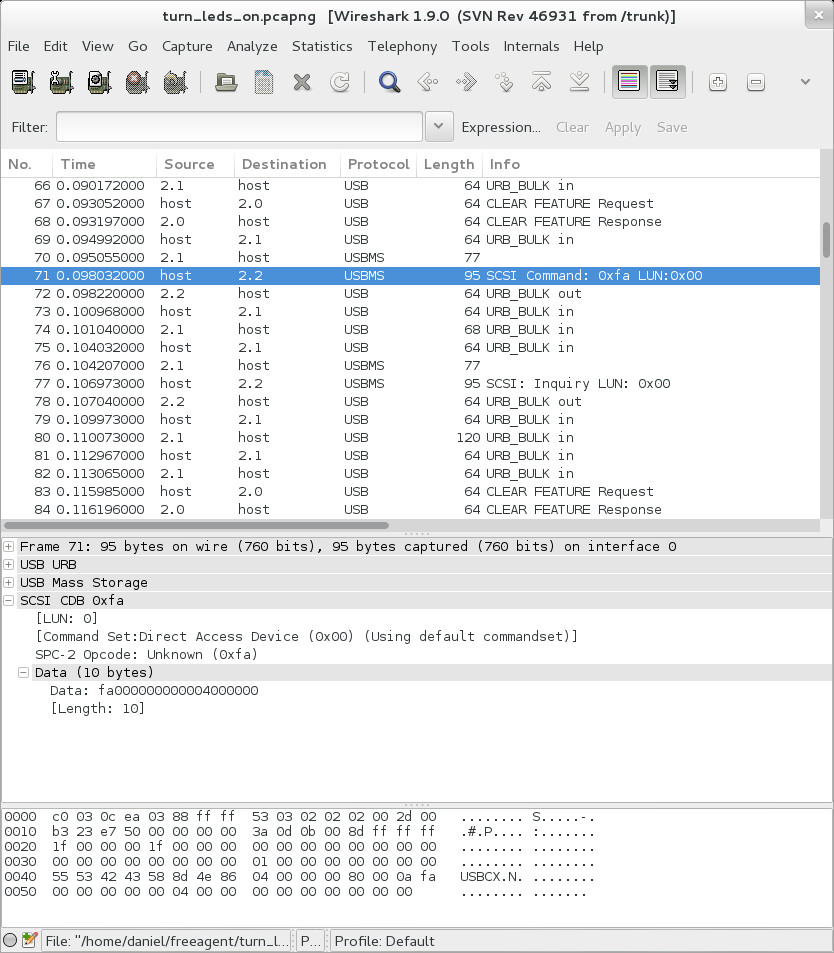 turn_leds_on.pcapng [Wireshark 1.9.0 (SVN Rev 46931 from /trunk)]
File Edit View Go Capture Analyze Statistics Telephony Tools Internals Help
Filter: Expression... Clear Apply Save
No. Time Source Destination Protocol Length Info
66 0.090172000 2.1 host USB 64 URB_BULK in
67 0.093052000 host 2.0 USB 64 CLEAR FEATURE Request
68 0.093197000 2.0 host USB 64 CLEAR FEATURE Response
69 0.094992000 host 2.1 USB 64 URB_BULK in
70 0.095055000 2.1 host USBMS 77
71 0.098032000 host 2.2 USBMS 95 SCSI Command: 0xfa LUN:0x00
72 0.098220000 2.2 host USB 64 URB_BULK out
73 0.100968000 host 2.1 USB 64 URB_BULK in
74 0.101040000 2.1 host USB 68 URB_BULK in
75 0.104032000 host 2.1 USB 64 URB_BULK in
76 0.104207000 2.1 host USBMS 77
77 0.106973000 host 2.2 USBMS 95 SCSI: Inquiry LUN: 0x00
78 0.107040000 2.2 host USB 64 URB_BULK out
79 0.109973000 host 2.1 USB 64 URB_BULK in
80 0.110073000 2.1 host USB 120 URB_BULK in
81 0.112967000 host 2.1 USB 64 URB_BULK in
82 0.113065000 2.1 host USB 64 URB_BULK in
83 0.115985000 host 2.0 USB 64 CLEAR FEATURE Request
84 0.116196000 2.0 host USB 64 CLEAR FEATURE Response
Frame 71: 95 bytes on wire (760 bits), 95 bytes captured (760 bits) on interface 0
USB URB
USB Mass Storage
SCSI CDB 0xfa
[LUN: 0]
[Command Set:Direct Access Device (0x00) (Using default commandset)]
SPC-2 Opcode: Unknown (0xfa)
Data (10 bytes)
Data: fa000000000004000000
[Length: 10]
0000 c0 03 0c ea 03 88 ff ff 53 03 02 02 02 00 2d 00 ........ S.....-.
0010 b3 23 e7 50 00 00 00 00 3a 0d 0b 00 8d ff ff ff .#.P.... :.......
0020 1f 00 00 00 1f 00 00 00 00 00 00 00 00 00 00 00 ........ ........
0030 00 00 00 00 00 00 00 00 01 00 00 00 00 00 00 00 ........ ........
0040 55 53 42 43 58 8d 4e 86 04 00 00 00 80 00 0a fa USBCX.N. ........
0050 00 00 00 00 00 04 00 00 00 00 00 00 00 00 00 ........ .......
File: "/home/daniel/freeagent/turn_l... P... Profile: Default